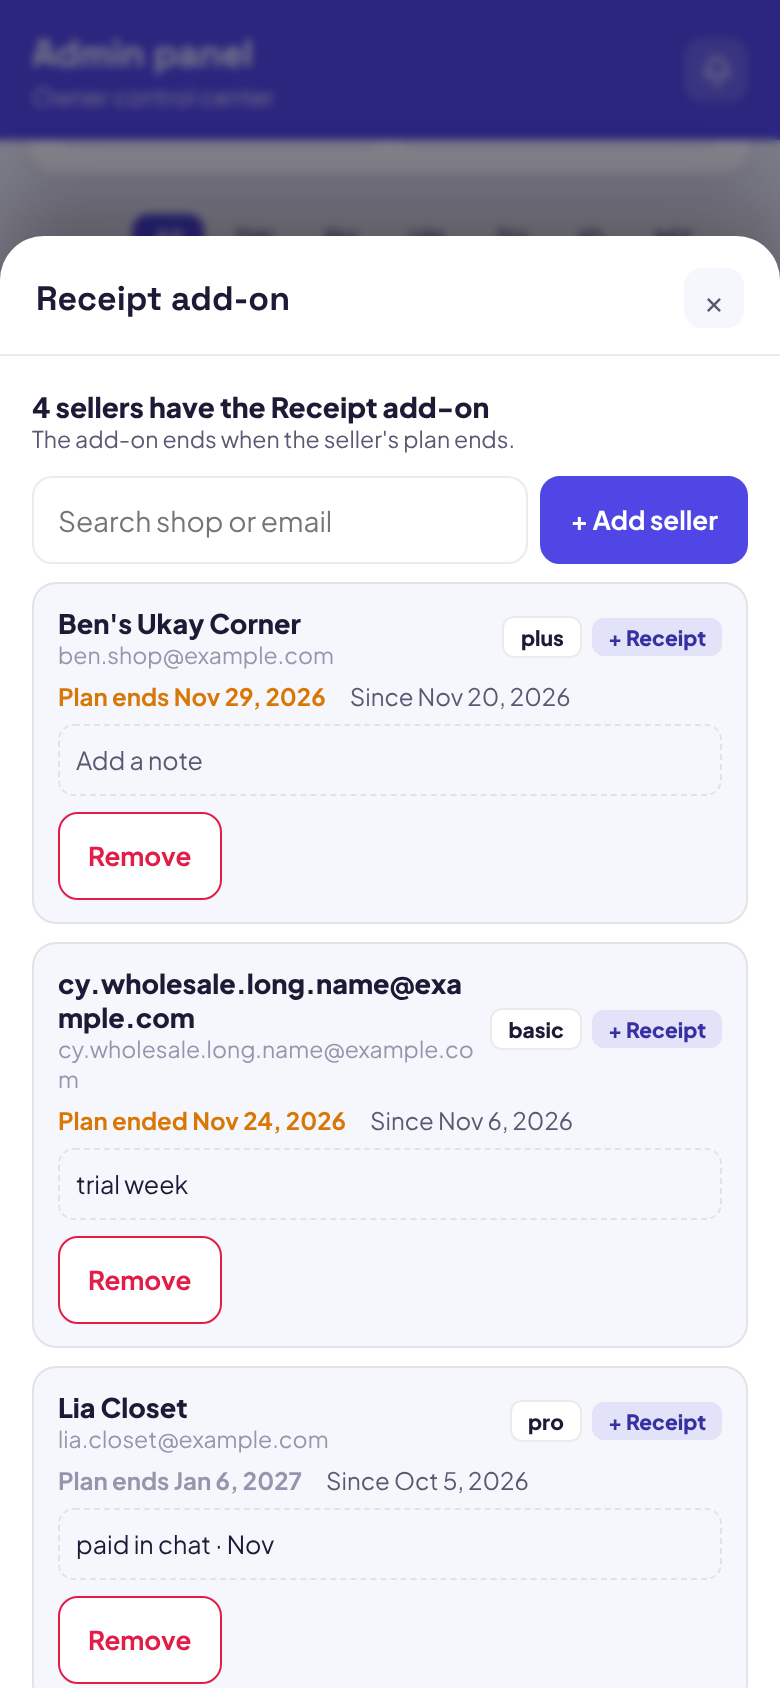 Admin panel
Owner control center
Receipt add-on
×
4 sellers have the Receipt add-on
The add-on ends when the seller's plan ends.
Search shop or email
+ Add seller
Ben's Ukay Corner
plus
+ Receipt
ben.shop@example.com
Plan ends Nov 29, 2026 Since Nov 20, 2026
Add a note
Remove
cy.wholesale.long.name@exa
mple.com
basic
+ Receipt
cy.wholesale.long.name@example.co
m
Plan ended Nov 24, 2026 Since Nov 6, 2026
trial week
Remove
Lia Closet
pro
+ Receipt
lia.closet@example.com
Plan ends Jan 6, 2027 Since Oct 5, 2026
paid in chat · Nov
Remove